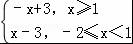 -x+3, x≥1
x-3, -2≤x<1